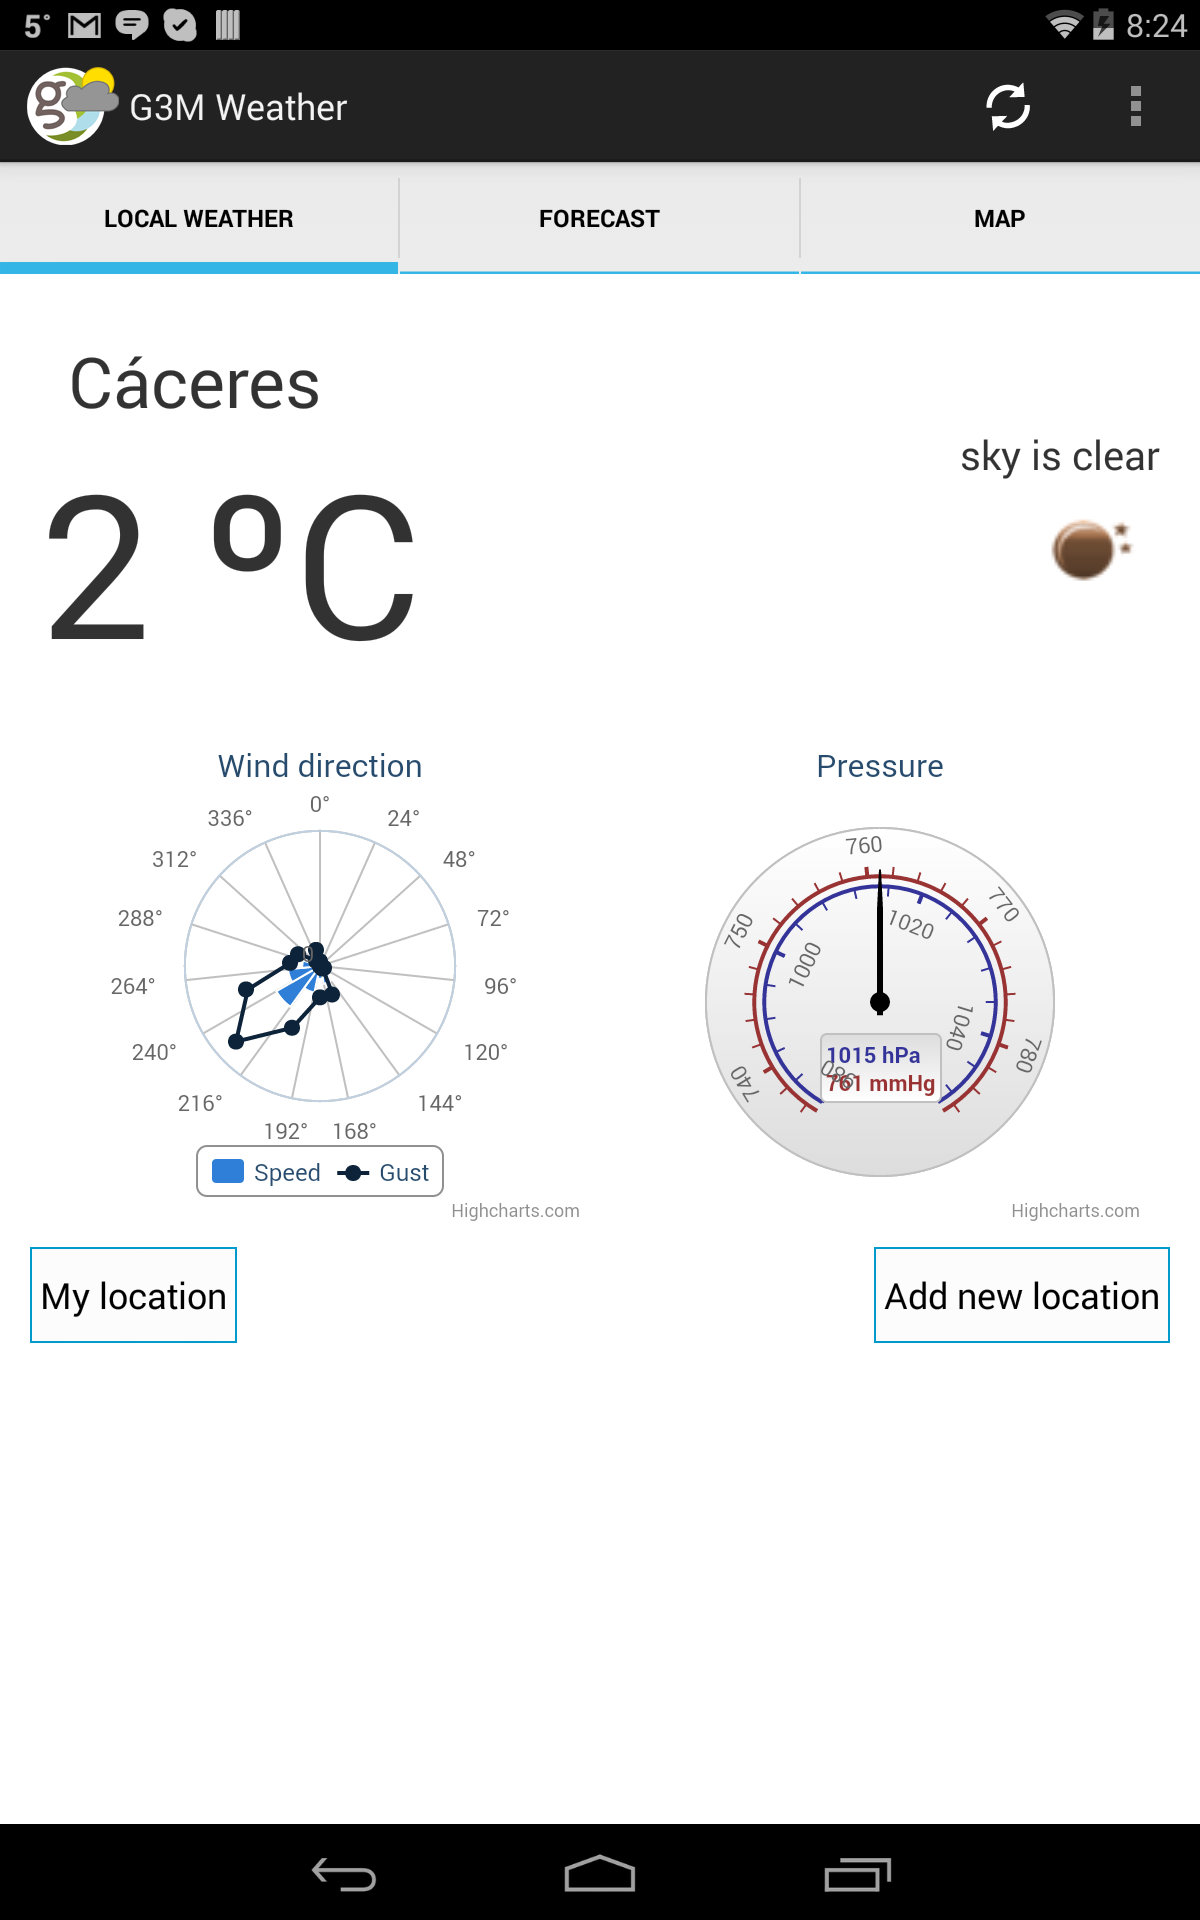 5° 8:24
G3M Weather
LOCAL WEATHER FORECAST MAP
Cáceres
sky is clear
2 ºC
Wind direction
0°
24°
48°
72°
96°
120°
144°
168°
192°
216°
240°
264°
288°
312°
336°
0
Speed Gust
Highcharts.com
Pressure
740
750
760
770
780
980
1000
1020
1040
1015 hPa
761 mmHg
Highcharts.com
My location
Add new location